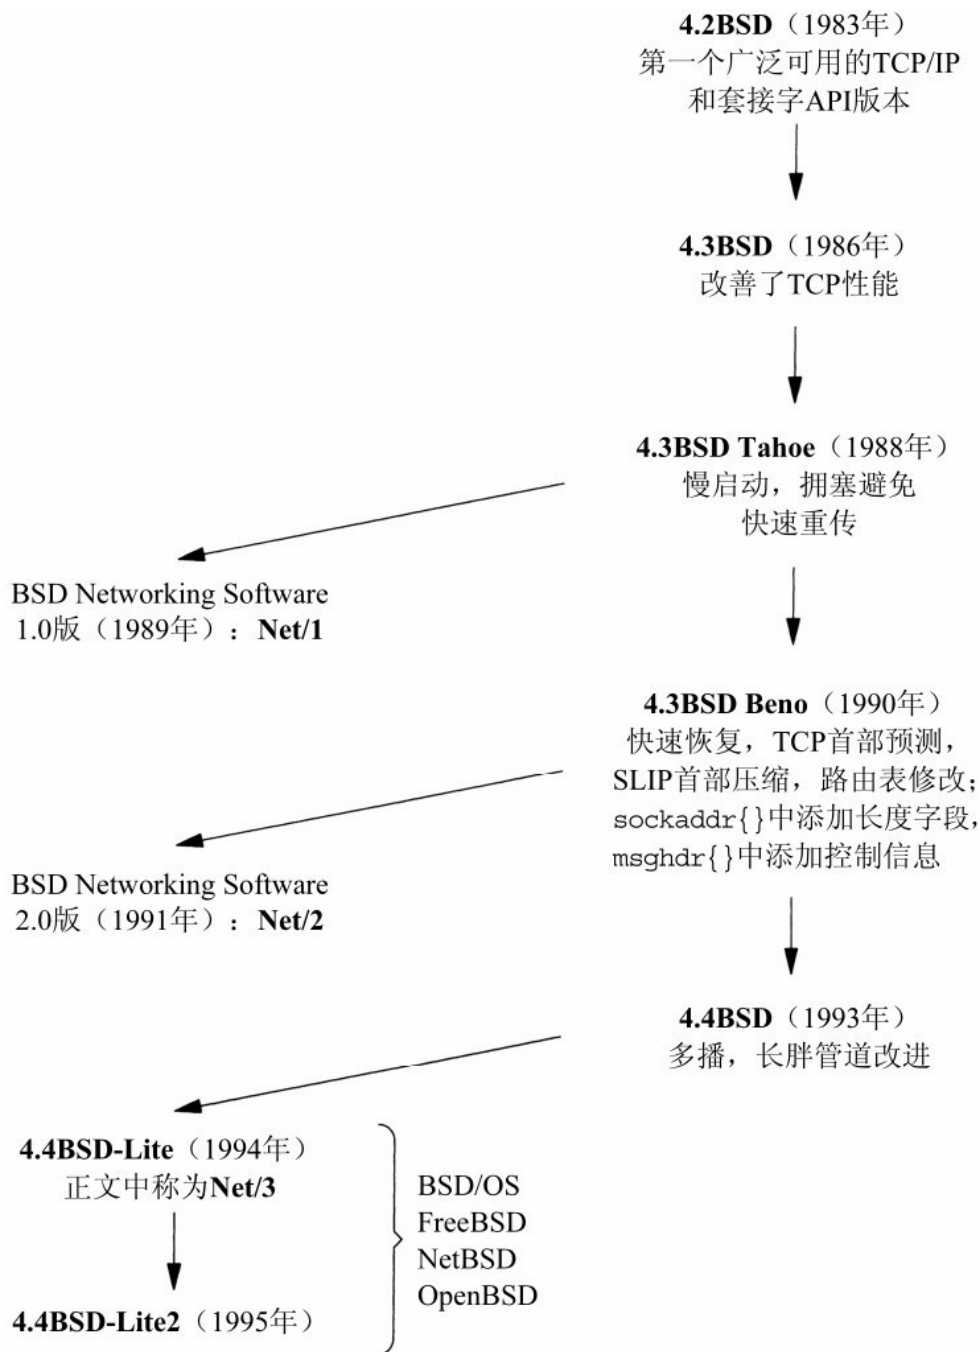 4.2BSD（1983年）
第一个广泛可用的TCP/IP
和套接字API版本
4.3BSD（1986年）
改善了TCP性能
4.3BSD Tahoe（1988年）
慢启动，拥塞避免
快速重传
BSD Networking Software
1.0版（1989年）：Net/1
4.3BSD Beno（1990年）
快速恢复，TCP首部预测，
SLIP首部压缩，路由表修改；
sockaddr{}中添加长度字段，
msghdr{}中添加控制信息
BSD Networking Software
2.0版（1991年）：Net/2
4.4BSD（1993年）
多播，长胖管道改进
4.4BSD-Lite（1994年）
正文中称为Net/3
4.4BSD-Lite2（1995年）
BSD/OS
FreeBSD
NetBSD
OpenBSD